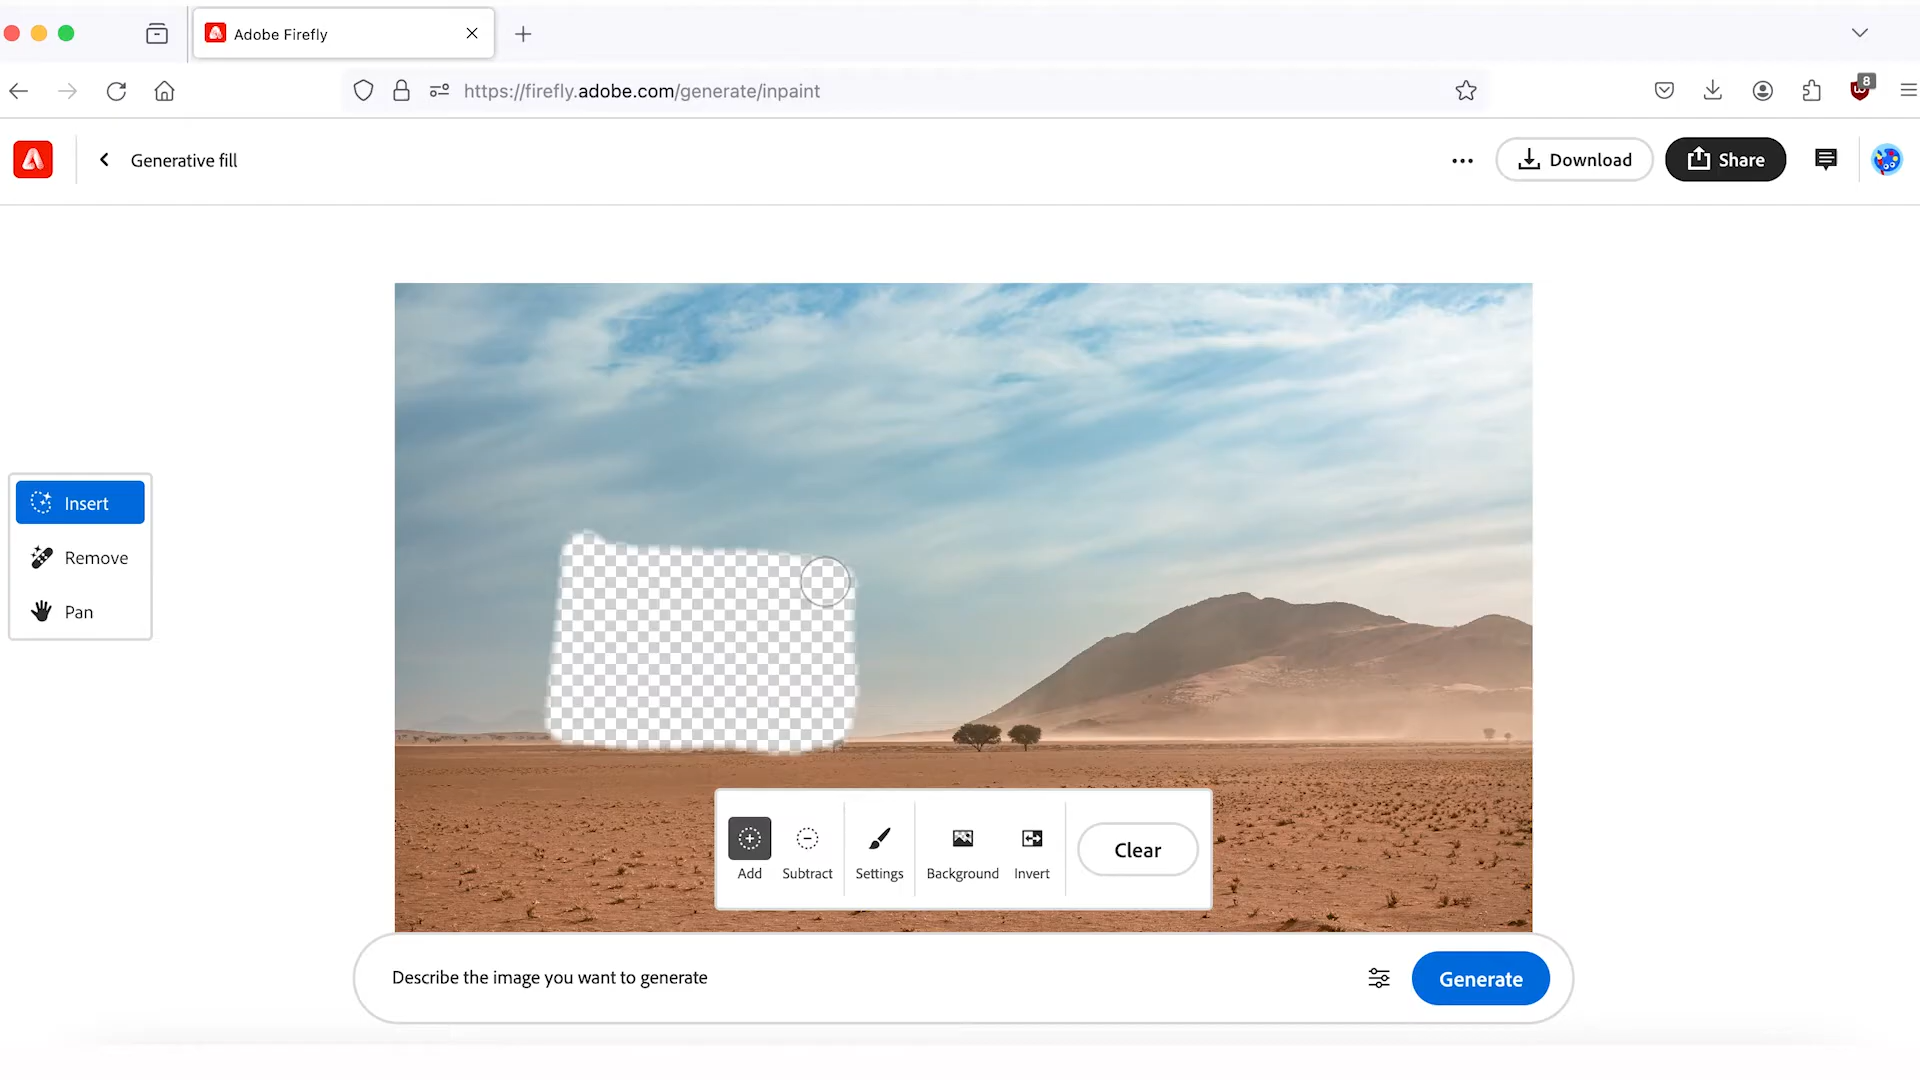 Adobe Firefly
https://firefly.adobe.com/generate/inpaint
8
Generative fill
Download
Share
Insert
Remove
Pan
Add
Subtract
Settings
Background
Invert
Clear
Describe the image you want to generate
Generate